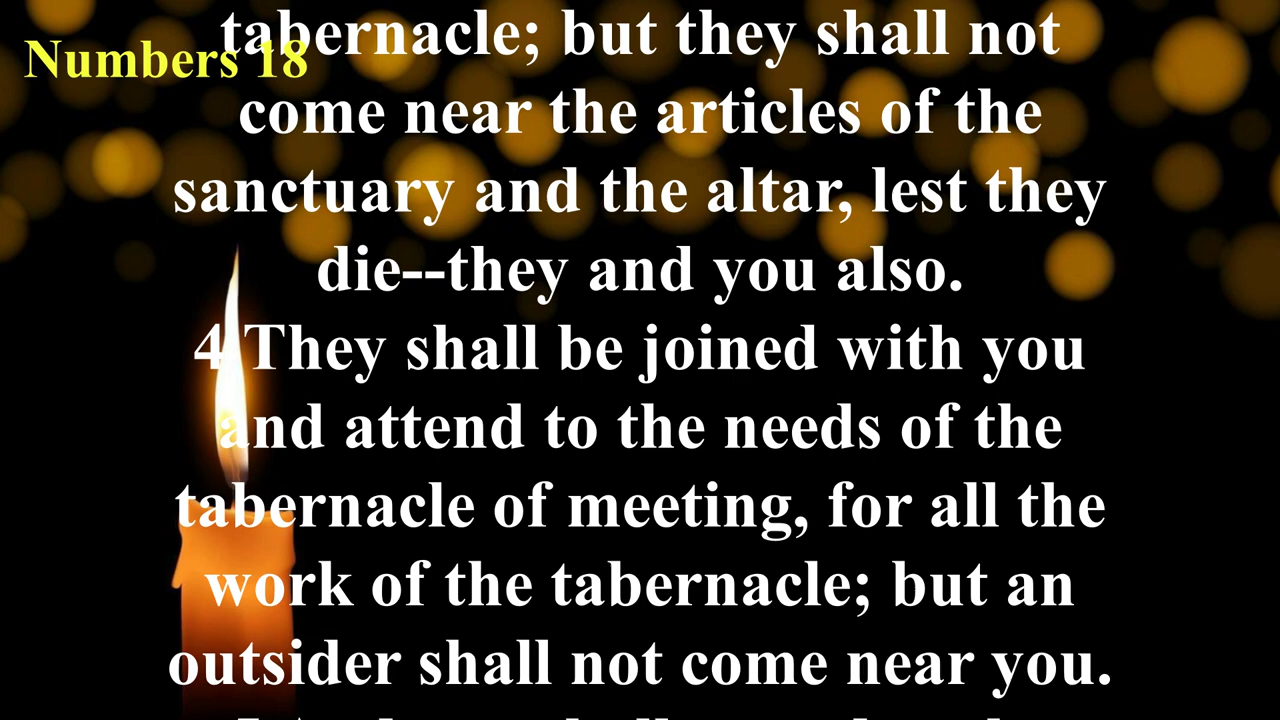 Numbers 18
tabernacle; but they shall not
come near the articles of the
sanctuary and the altar, lest they
die--they and you also.
4 They shall be joined with you
and attend to the needs of the
tabernacle of meeting, for all the
work of the tabernacle; but an
outsider shall not come near you.